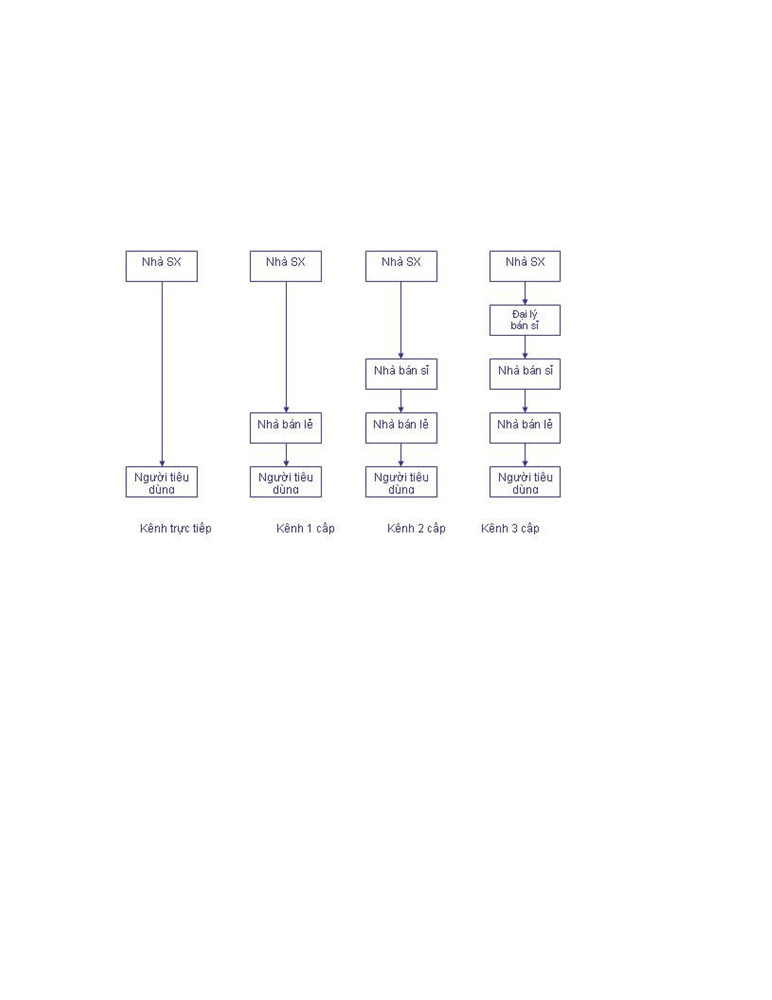 Nhà SX
Nhà SX
Nhà SX
Nhà SX
Đại lý
bán sỉ
Nhà bán sỉ
Nhà bán sỉ
Nhà bán lẻ
Nhà bán lẻ
Nhà bán lẻ
Người tiêu
dùng
Người tiêu
dùng
Người tiêu
dùng
Người tiêu
dùng
Kênh trực tiếp
Kênh 1 cấp
Kênh 2 cấp
Kênh 3 cấp